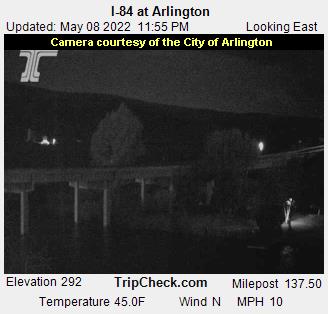 I-84 at Arlington
Updated: May 08 2022 11:55 PM Looking East
Camera courtesy of the City of Arlington
Elevation 292 TripCheck.com Milepost 137.50
Temperature 45.0F Wind N MPH 10